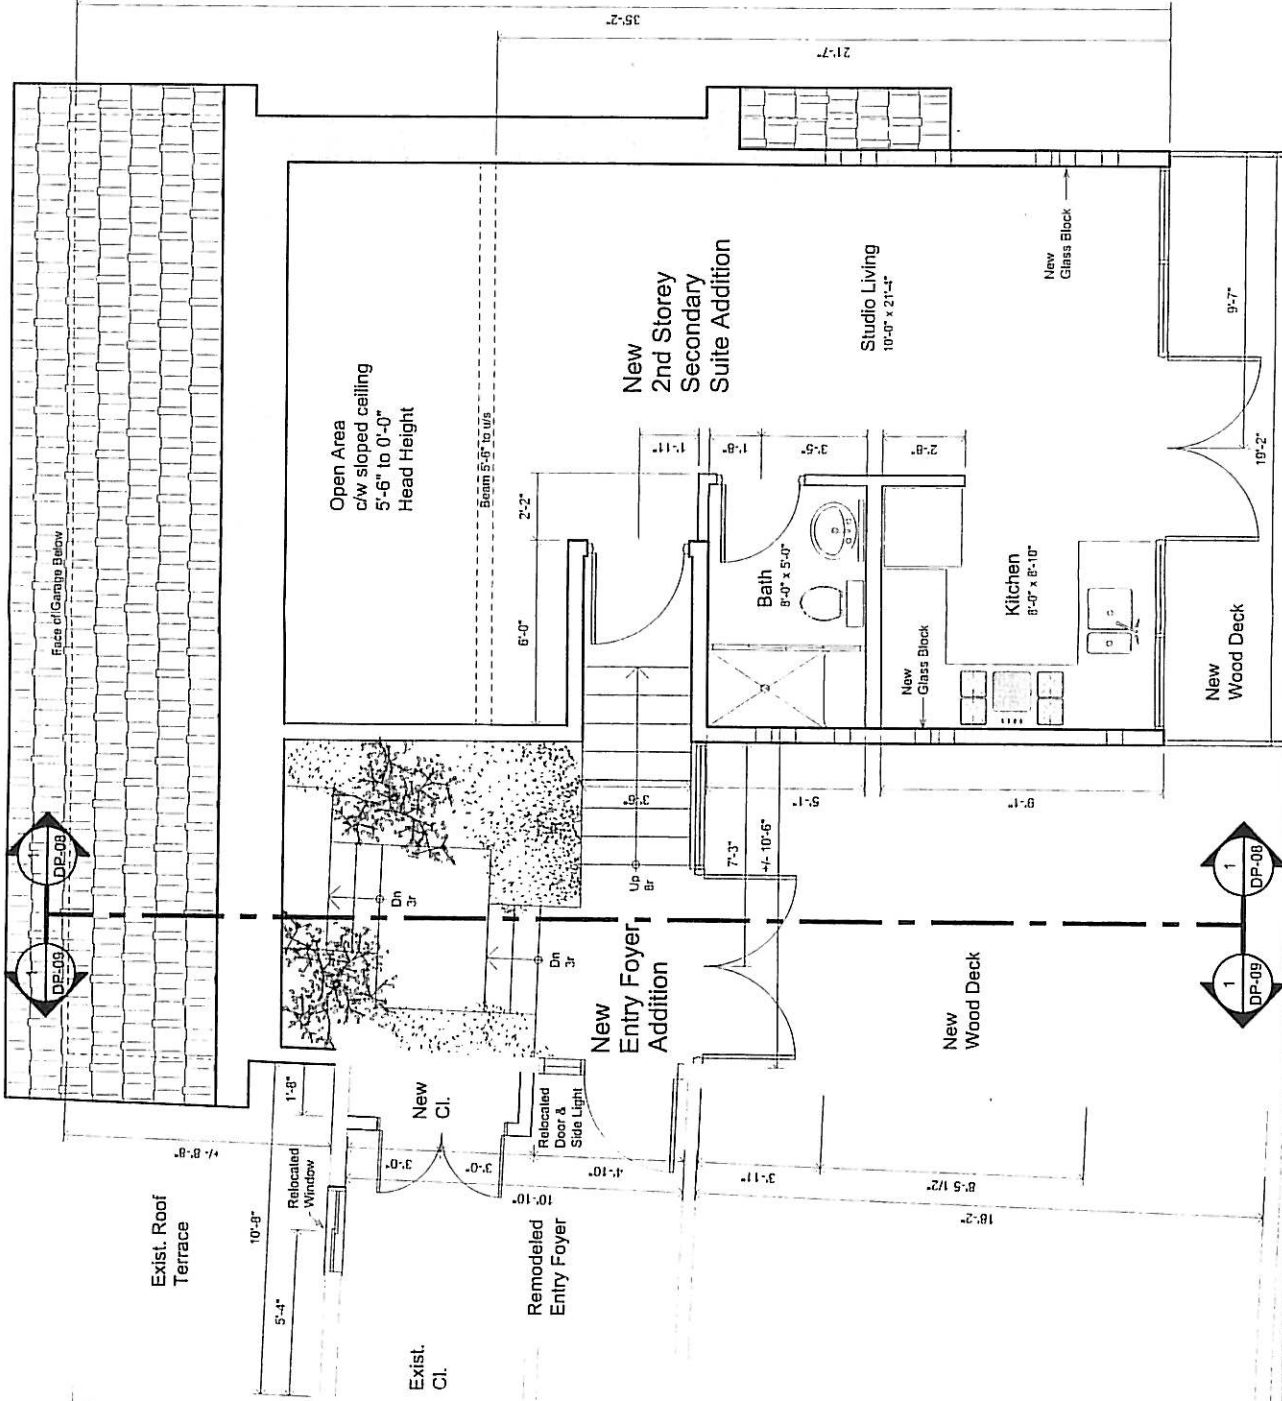 35'-2"
21'-7"
Face of Garage Below
Open Area
c/w sloped ceiling
5'-6" to 0'-0"
Head Height
Beam 5'-6" to u/s
New
2nd Storey
Secondary
Suite Addition
Studio Living
10'-0" x 21'-4"
New
Glass Block
9'-7"
19'-2"
2'-2"
6'-0"
1'-11"
1'-8"
3'-5"
2'-8"
Bath
8'-0" x 5'-0"
Kitchen
8'-0" x 8'-10"
New
Glass Block
New
Wood Deck
3'-6"
5'-1"
9'-1"
Up
8r
7'-3"
+/- 10'-6"
Dn
3r
Dn
3r
1
DP-08
1
DP-09
1
DP-08
1
DP-09
New
Entry Foyer
Addition
New
Wood Deck
New
Cl.
Relocated
Door &
Side Light
1'-8"
+/- 8'-8"
Relocated
Window
3'-0"
3'-0"
4'-10"
10'-10"
3'-11"
8'-5 1/2"
18'-2"
10'-8"
5'-4"
Exist. Roof
Terrace
Remodeled
Entry Foyer
Exist.
Cl.